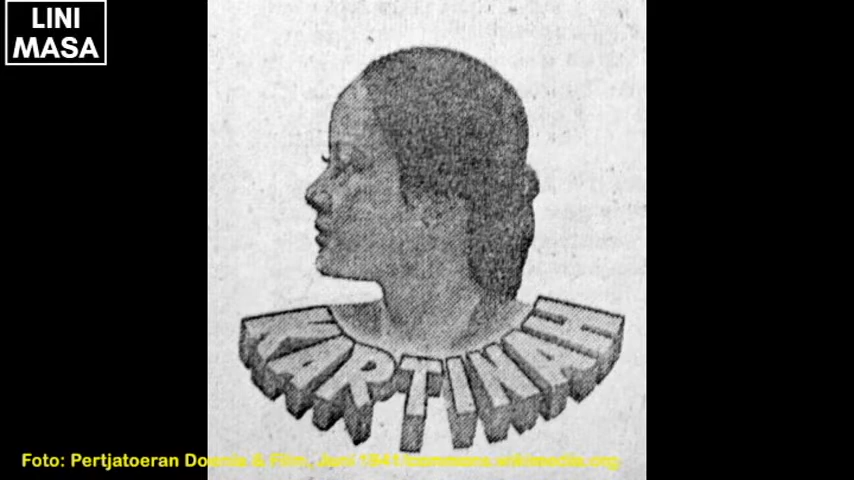 LINI
MASA
KARTINAH
Foto: Pertjatoeran Doenia & Film, Juni 1941/commons.wikimedia.org